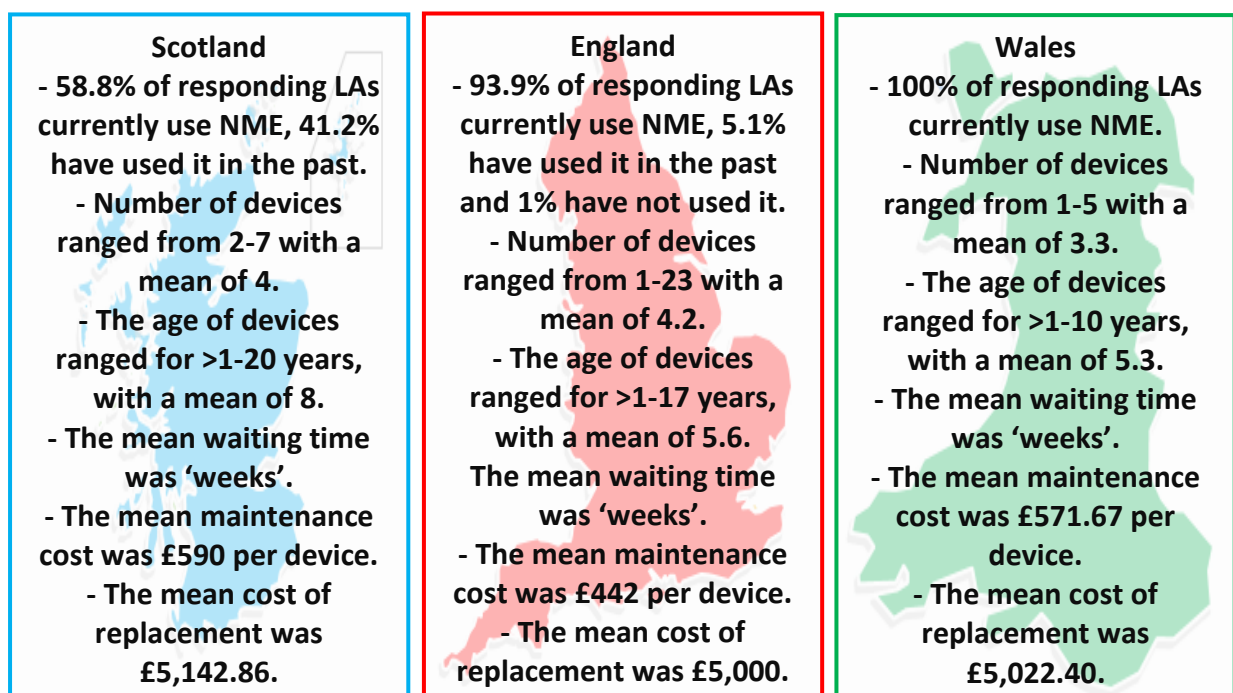 Scotland
- 58.8% of responding LAs
currently use NME, 41.2%
have used it in the past.
- Number of devices
ranged from 2-7 with a
mean of 4.
- The age of devices
ranged for >1-20 years,
with a mean of 8.
- The mean waiting time
was ‘weeks’.
- The mean maintenance
cost was £590 per device.
- The mean cost of
replacement was
£5,142.86.
England
- 93.9% of responding LAs
currently use NME, 5.1%
have used it in the past
and 1% have not used it.
- Number of devices
ranged from 1-23 with a
mean of 4.2.
- The age of devices
ranged for >1-17 years,
with a mean of 5.6.
The mean waiting time
was ‘weeks’.
- The mean maintenance
cost was £442 per device.
- The mean cost of
replacement was £5,000.
Wales
- 100% of responding LAs
currently use NME.
- Number of devices
ranged from 1-5 with a
mean of 3.3.
- The age of devices
ranged for >1-10 years,
with a mean of 5.3.
- The mean waiting time
was ‘weeks’.
- The mean maintenance
cost was £571.67 per
device.
- The mean cost of
replacement was
£5,022.40.